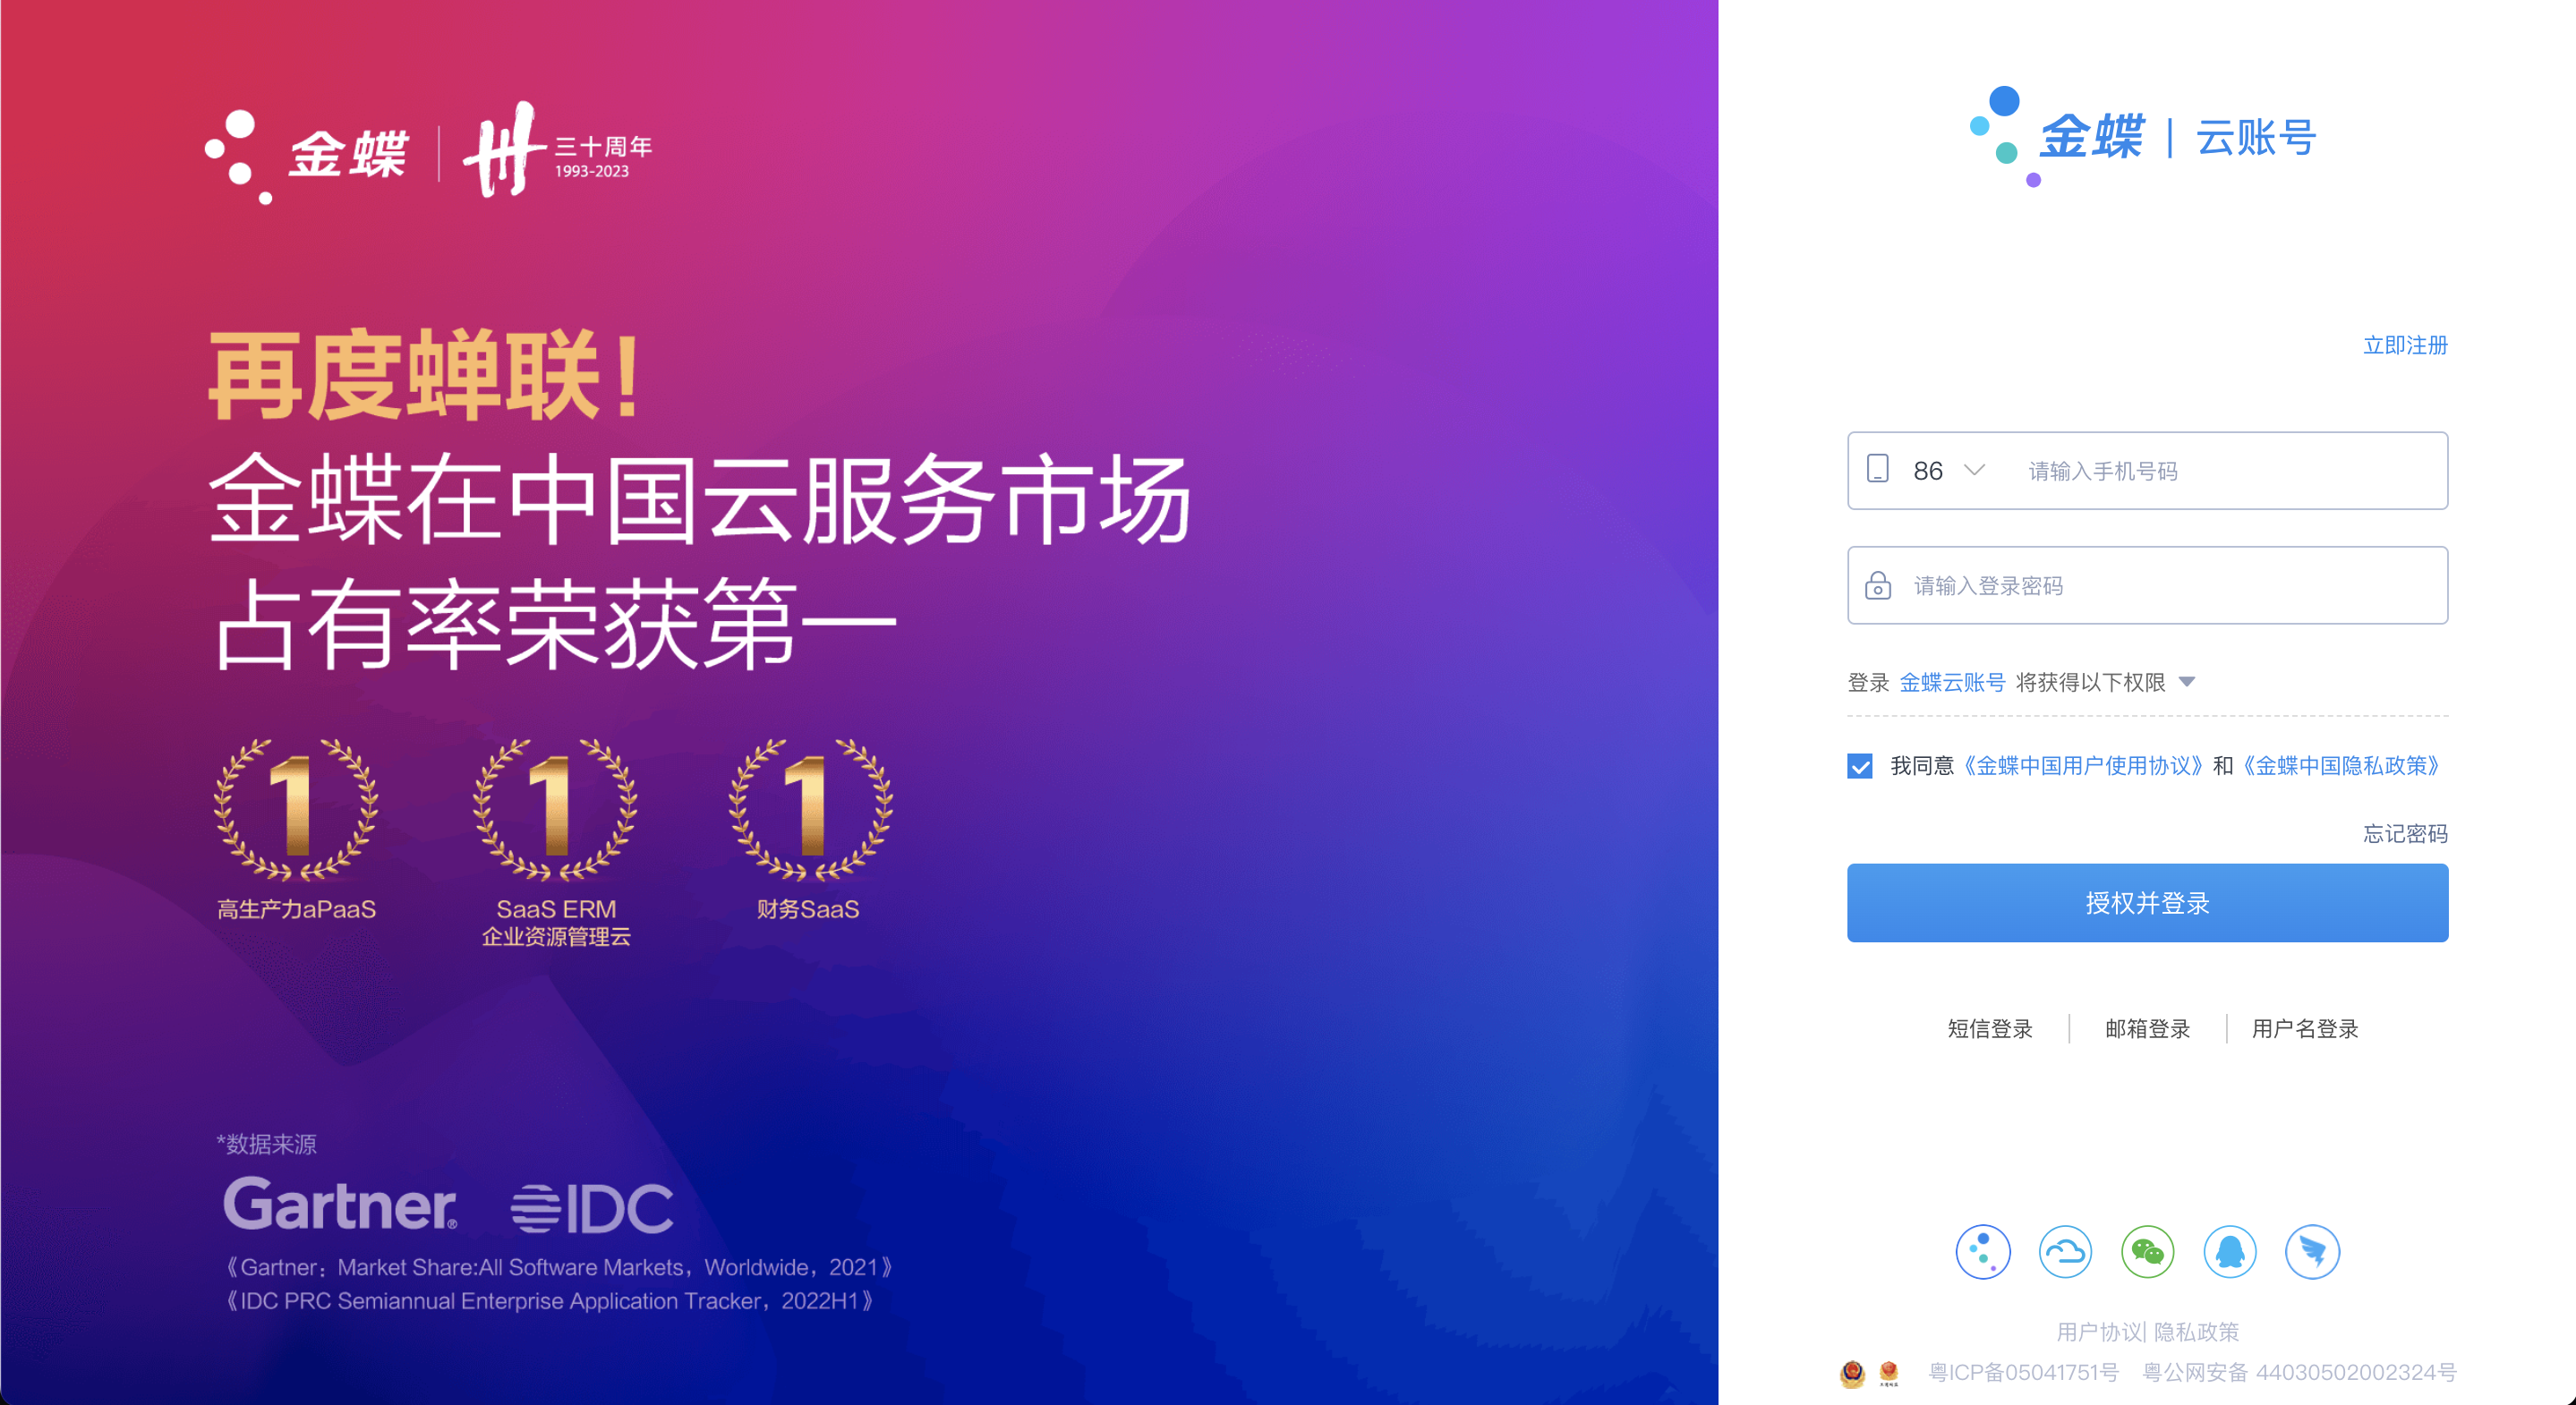 金蝶
三十周年
1993-2023
再度蝉联！
金蝶在中国云服务市场
占有率荣获第一
1 1 1
高生产力aPaaS
SaaS ERM
企业资源管理云
财务SaaS
*数据来源
Gartner®
IDC
《Gartner：Market Share:All Software Markets，Worldwide，2021》
《IDC PRC Semiannual Enterprise Application Tracker，2022H1》
金蝶 | 云账号
立即注册
86 请输入手机号码
请输入登录密码
登录 金蝶云账号 将获得以下权限
我同意《金蝶中国用户使用协议》和《金蝶中国隐私政策》
忘记密码
授权并登录
短信登录 邮箱登录 用户名登录
用户协议| 隐私政策
粤ICP备05041751号 粤公网安备 44030502002324号